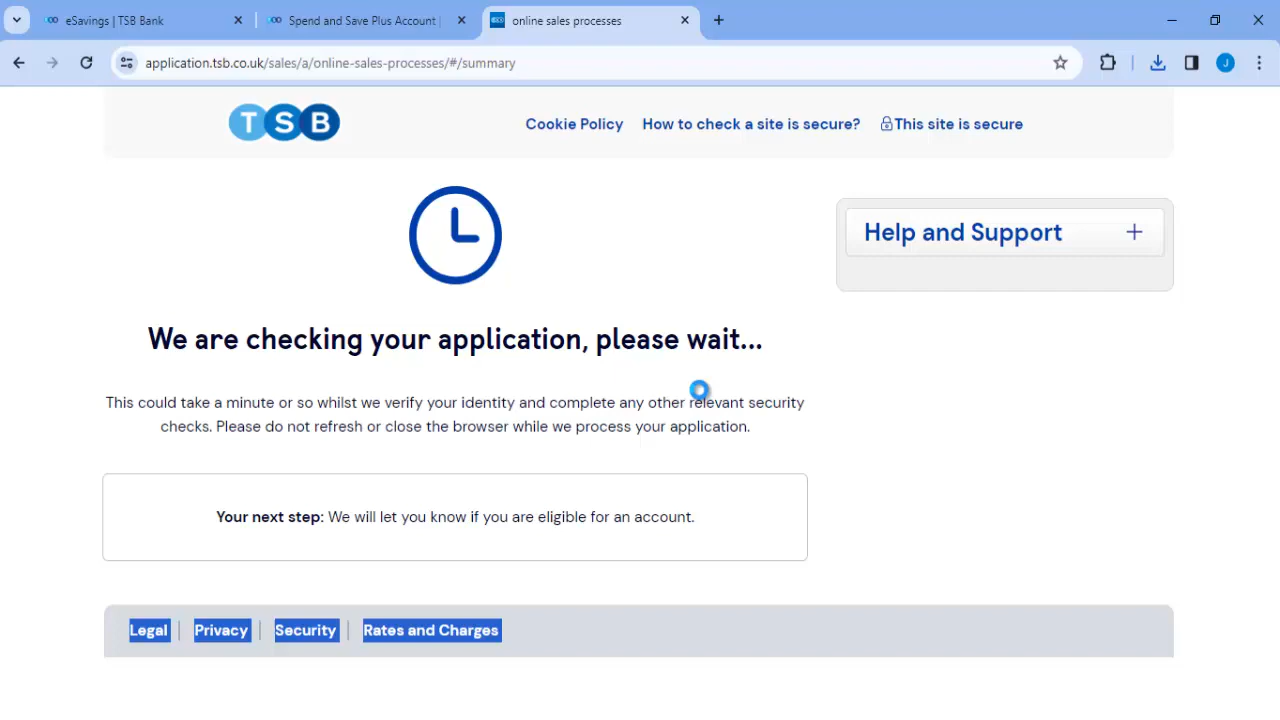 eSavings | TSB Bank
Spend and Save Plus Account |
online sales processes
application.tsb.co.uk/sales/a/online-sales-processes/#/summary
J
TSB
Cookie Policy
How to check a site is secure?
This site is secure
Help and Support
We are checking your application, please wait...
This could take a minute or so whilst we verify your identity and complete any other relevant security
checks. Please do not refresh or close the browser while we process your application.
Your next step: We will let you know if you are eligible for an account.
Legal
Privacy
Security
Rates and Charges